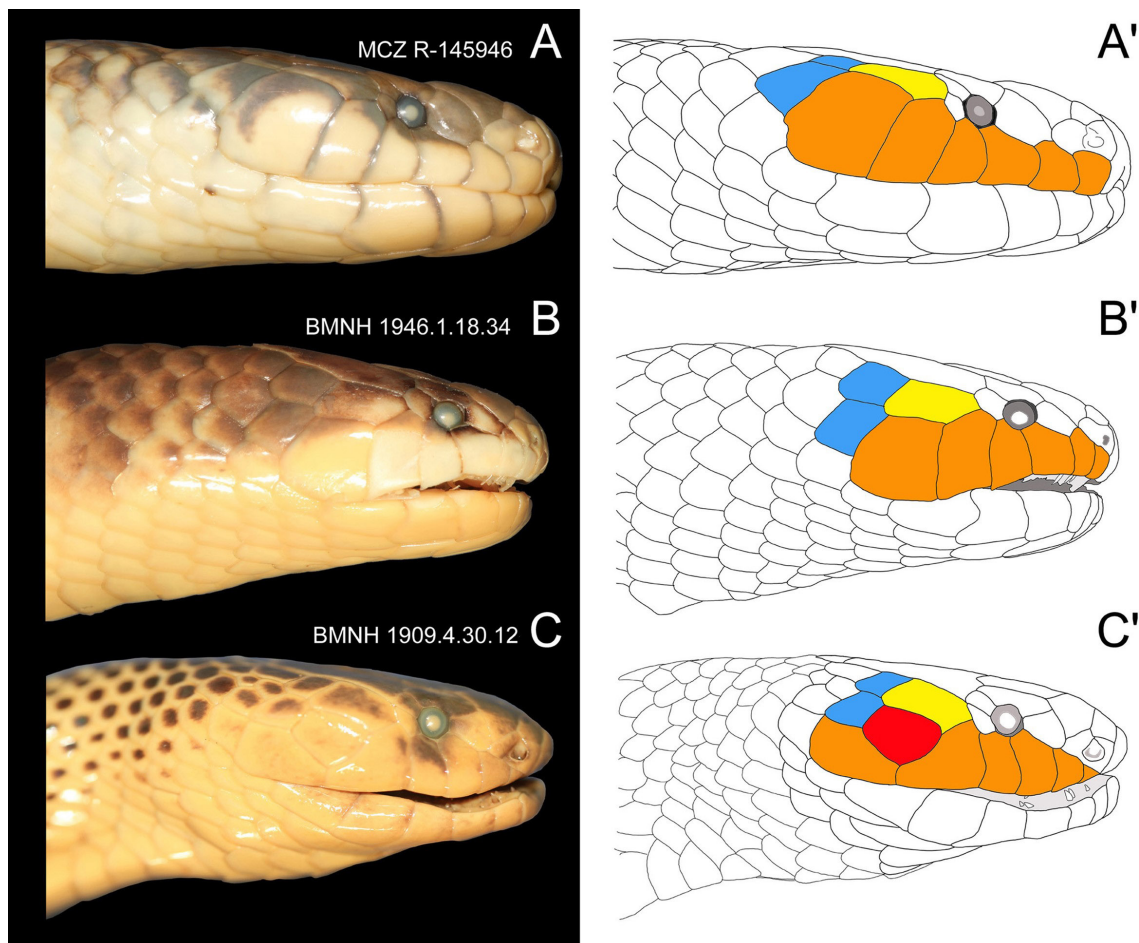 MCZ R-145946 A
A'
BMNH 1946.1.18.34 B
B'
BMNH 1909.4.30.12 C
C'